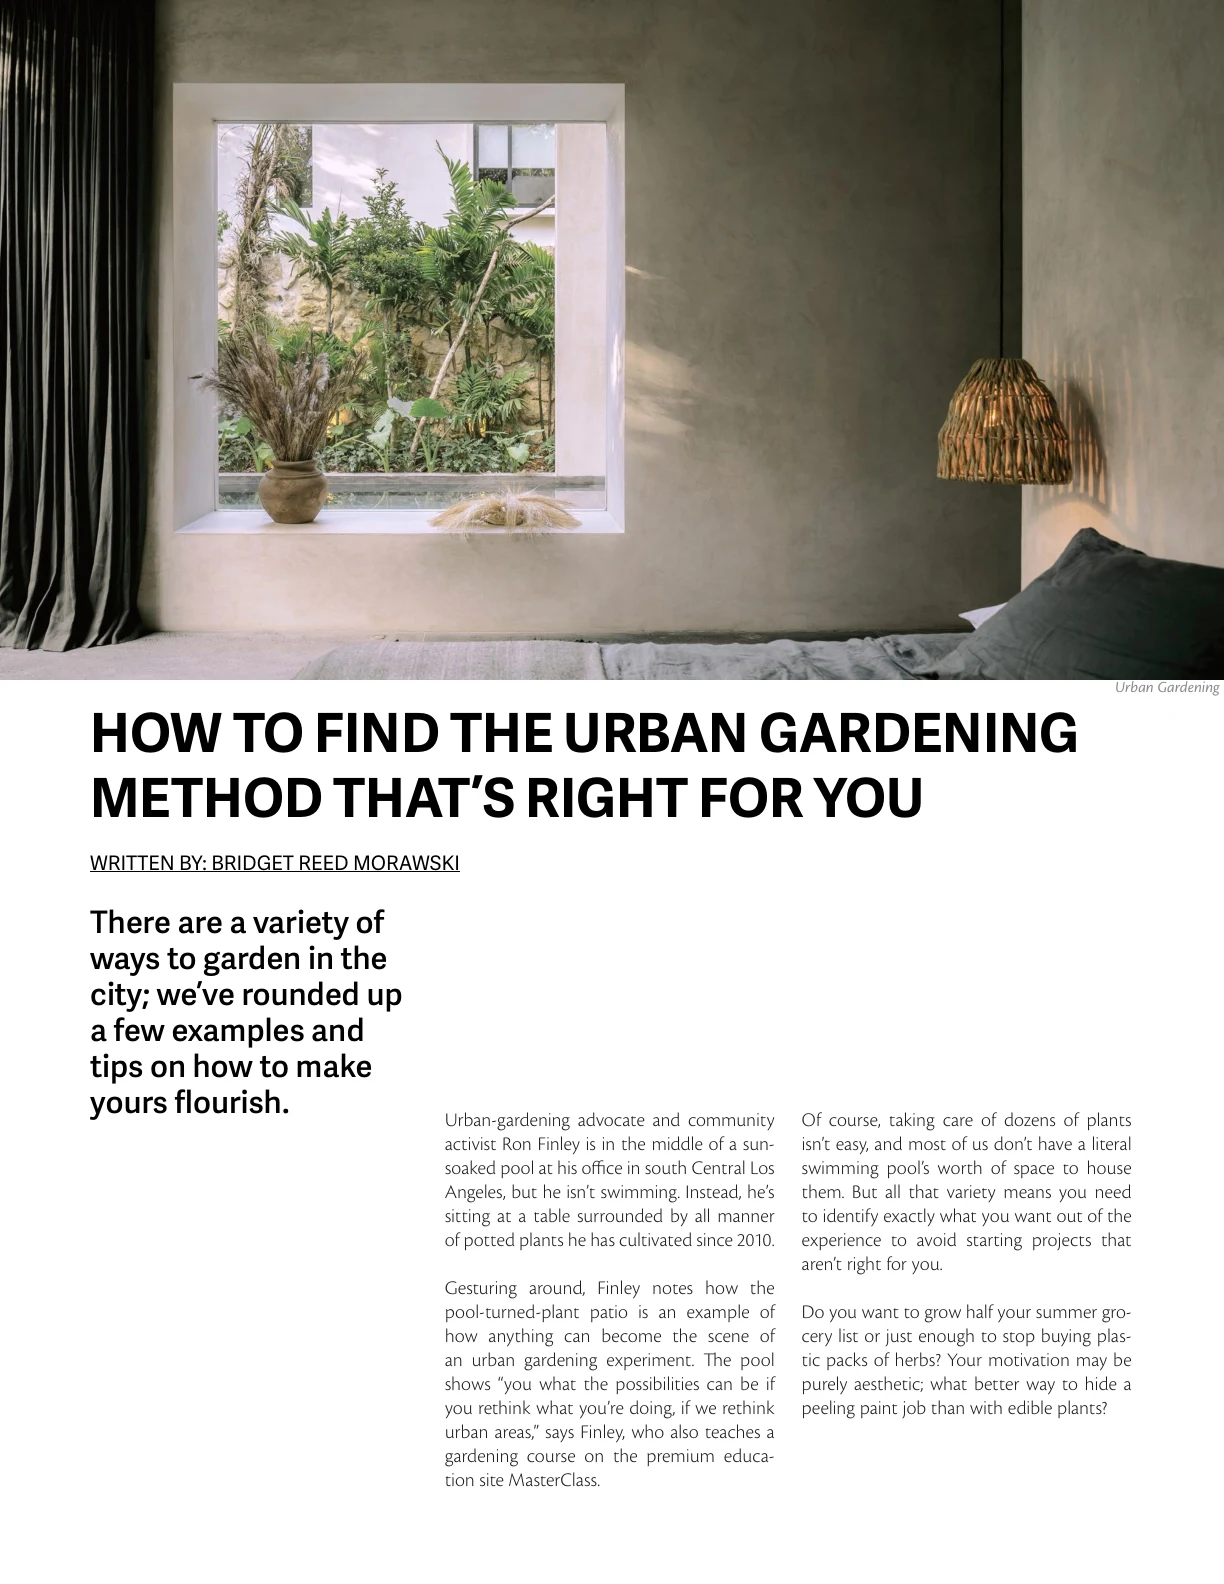 Urban Gardening
HOW TO FIND THE URBAN GARDENING
METHOD THAT’S RIGHT FOR YOU
WRITTEN BY: BRIDGET REED MORAWSKI
There are a variety of
ways to garden in the
city; we’ve rounded up
a few examples and
tips on how to make
yours flourish.
Urban-gardening advocate and community
activist Ron Finley is in the middle of a sun-
soaked pool at his office in south Central Los
Angeles, but he isn’t swimming. Instead, he’s
sitting at a table surrounded by all manner
of potted plants he has cultivated since 2010.
Gesturing around, Finley notes how the
pool-turned-plant patio is an example of
how anything can become the scene of
an urban gardening experiment. The pool
shows “you what the possibilities can be if
you rethink what you’re doing, if we rethink
urban areas,” says Finley, who also teaches a
gardening course on the premium educa-
tion site MasterClass.
Of course, taking care of dozens of plants
isn’t easy, and most of us don’t have a literal
swimming pool’s worth of space to house
them. But all that variety means you need
to identify exactly what you want out of the
experience to avoid starting projects that
aren’t right for you.
Do you want to grow half your summer gro-
cery list or just enough to stop buying plas-
tic packs of herbs? Your motivation may be
purely aesthetic; what better way to hide a
peeling paint job than with edible plants?